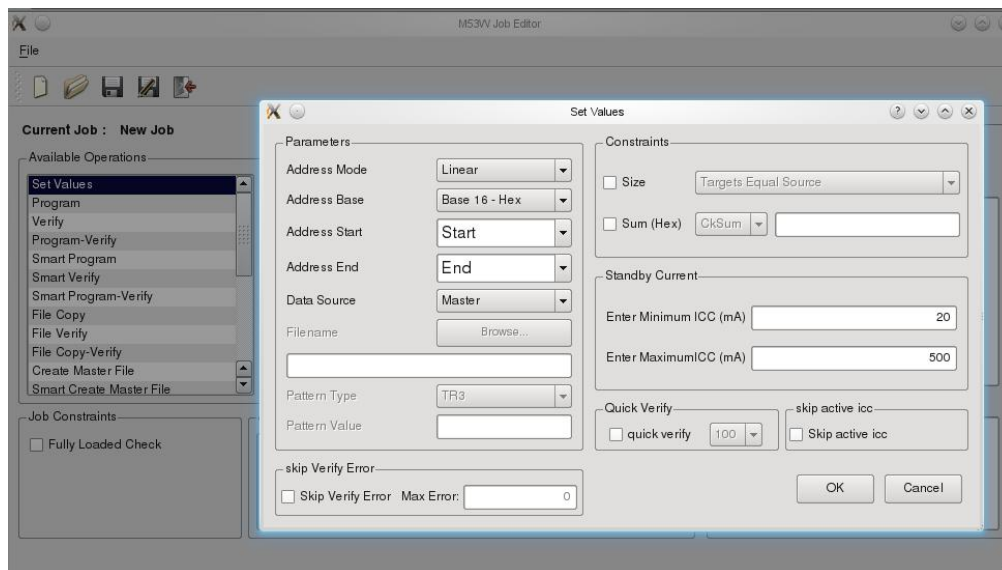 M53W Job Editor
File
Current Job : New Job
Available Operations
Set Values
Program
Verify
Program-Verify
Smart Program
Smart Verify
Smart Program-Verify
File Copy
File Verify
File Copy-Verify
Create Master File
Smart Create Master File
Job Constraints
Fully Loaded Check
Set Values
Parameters
Address Mode Linear
Address Base Base 16 - Hex
Address Start Start
Address End End
Data Source Master
Filename Browse...
Pattern Type TR3
Pattern Value
skip Verify Error
Skip Verify Error Max Error: 0
Constraints
Size Targets Equal Source
Sum (Hex) CkSum
Standby Current
Enter Minimum ICC (mA) 20
Enter MaximumICC (mA) 500
Quick Verify
quick verify 100
skip active icc
Skip active icc
OK Cancel